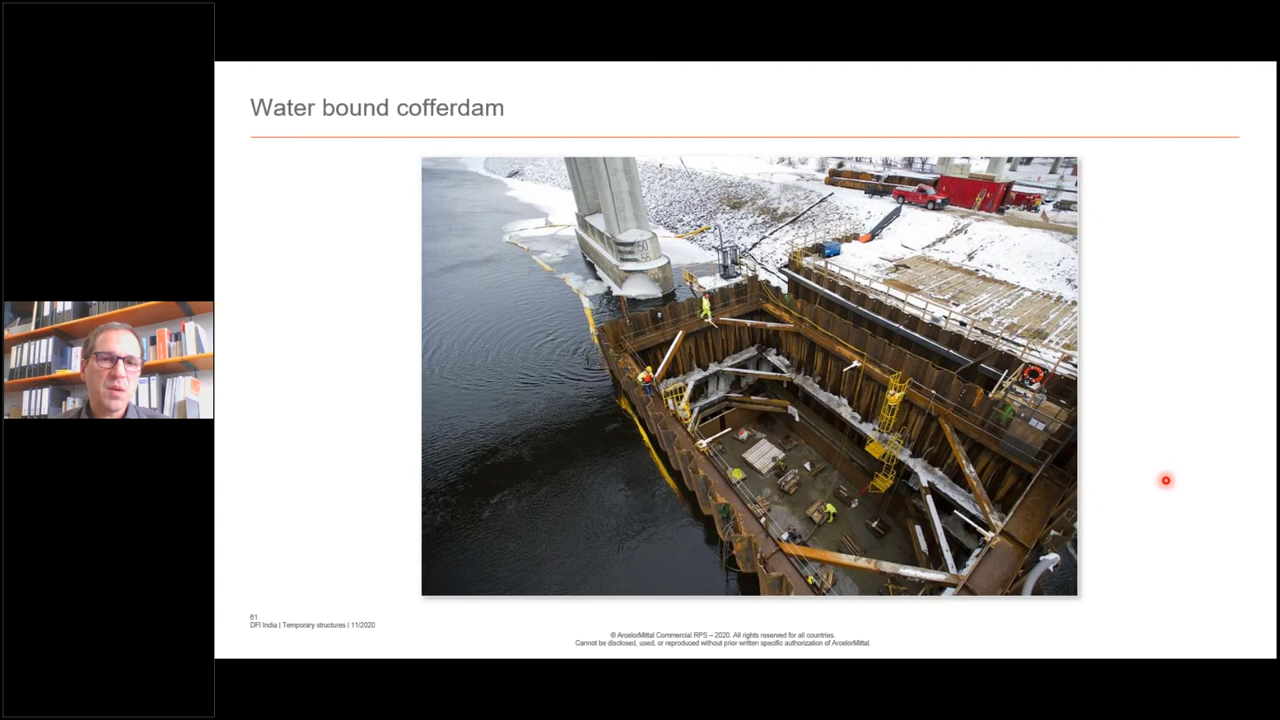 Water bound cofferdam
61
DFI India | Temporary structures | 11/2020
© ArcelorMittal Commercial RPS – 2020. All rights reserved for all countries.
Cannot be disclosed, used, or reproduced without prior written specific authorization of ArcelorMittal.